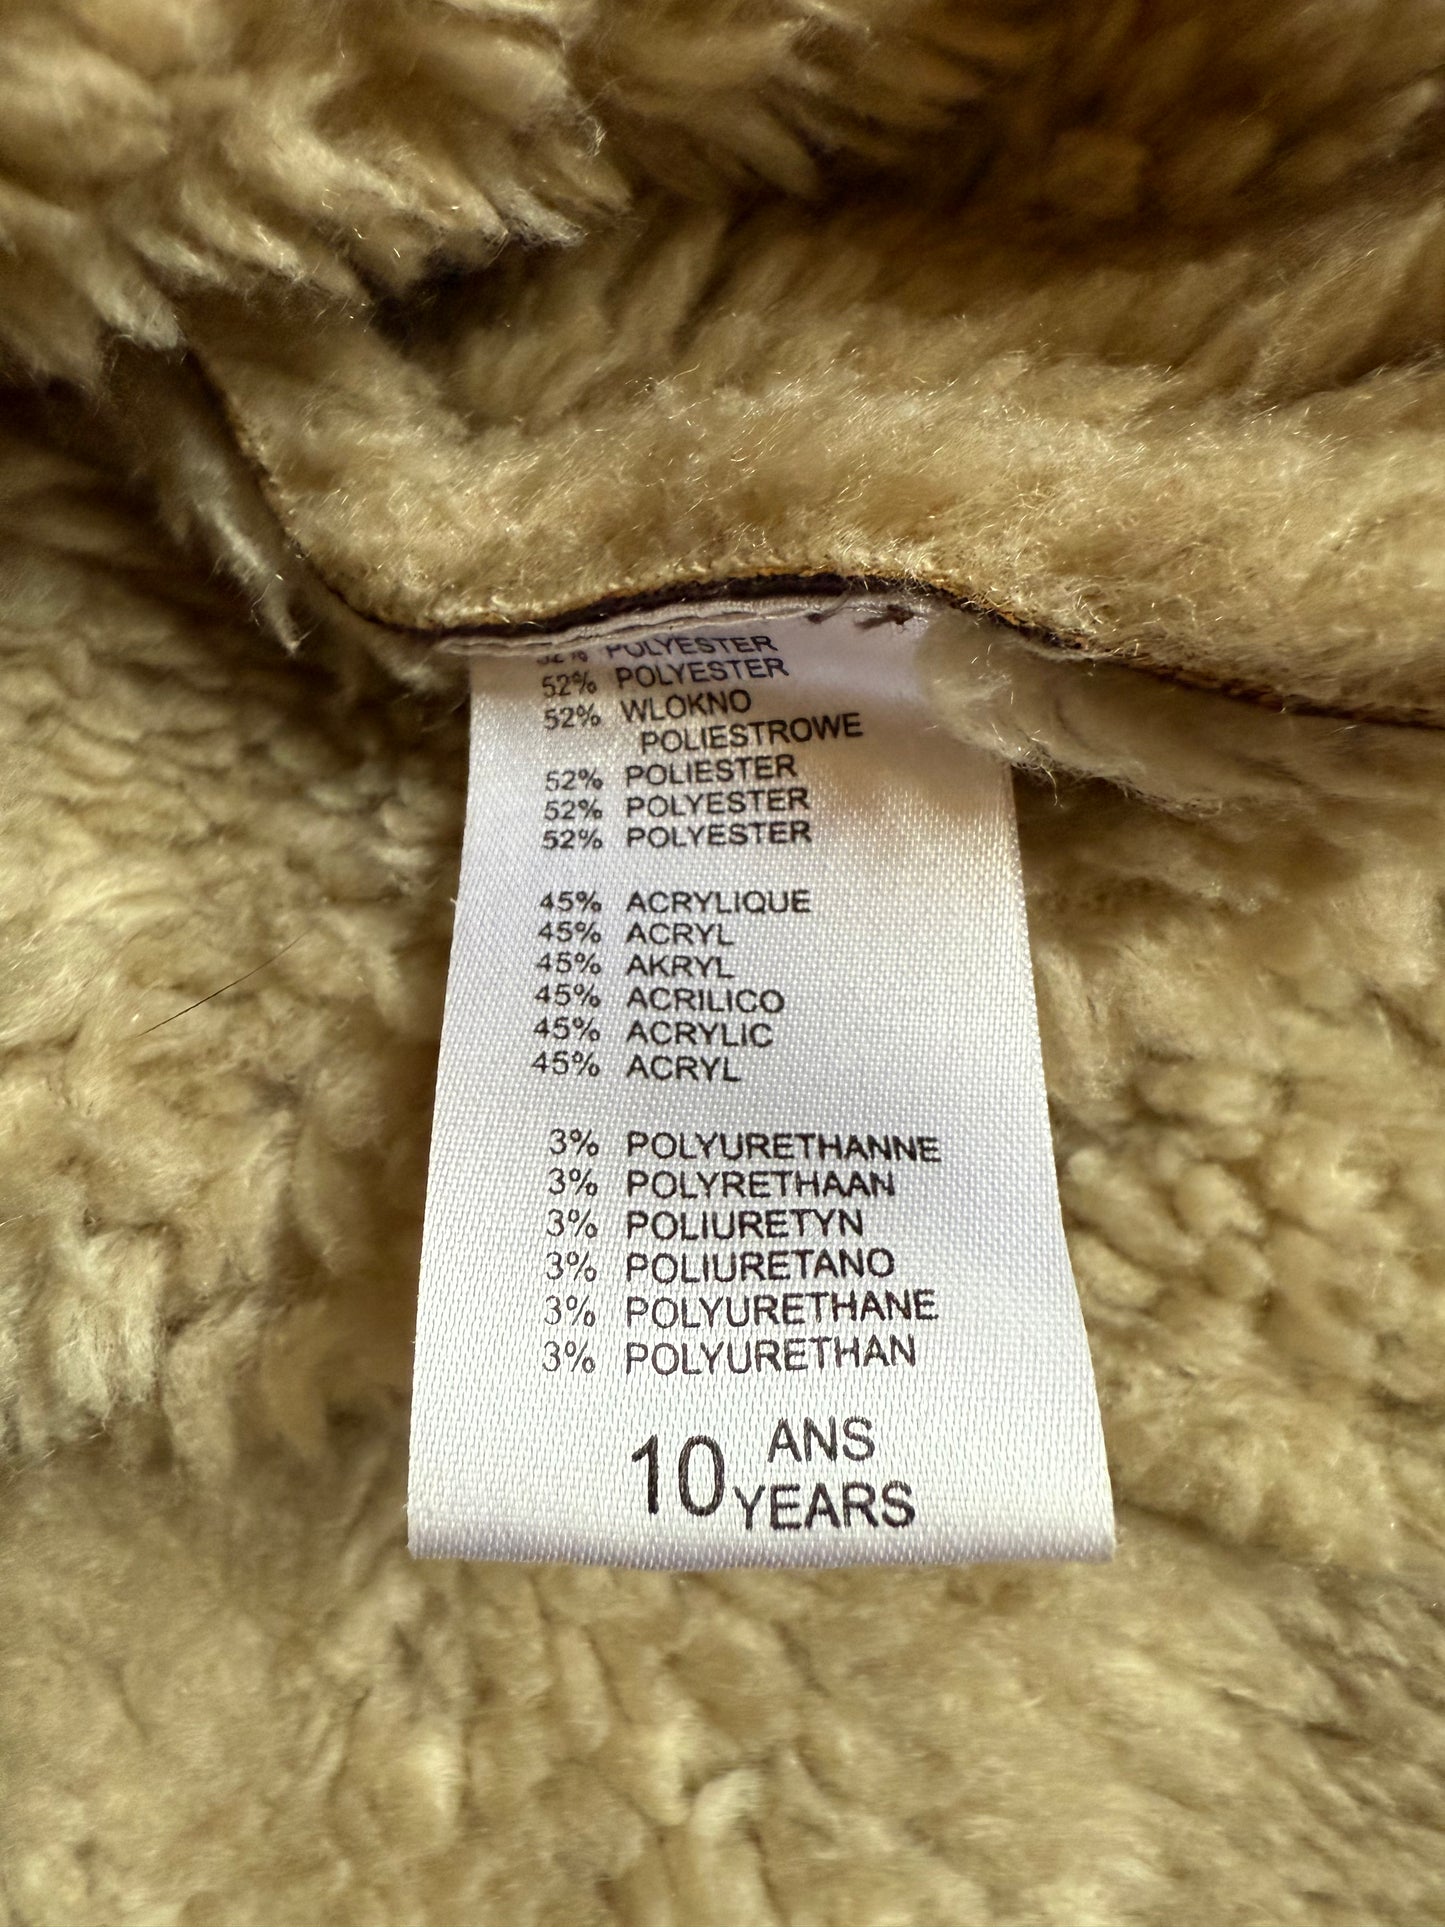 52% POLYESTER
52% POLYESTER
52% WLOKNO
POLIESTROWE
52% POLIESTER
52% POLYESTER
52% POLYESTER
45% ACRYLIQUE
45% ACRYL
45% AKRYL
45% ACRILICO
45% ACRYLIC
45% ACRYL
3% POLYURETHANNE
3% POLYRETHAAN
3% POLIURETYN
3% POLIURETANO
3% POLYURETHANE
3% POLYURETHAN
10 ANS
YEARS